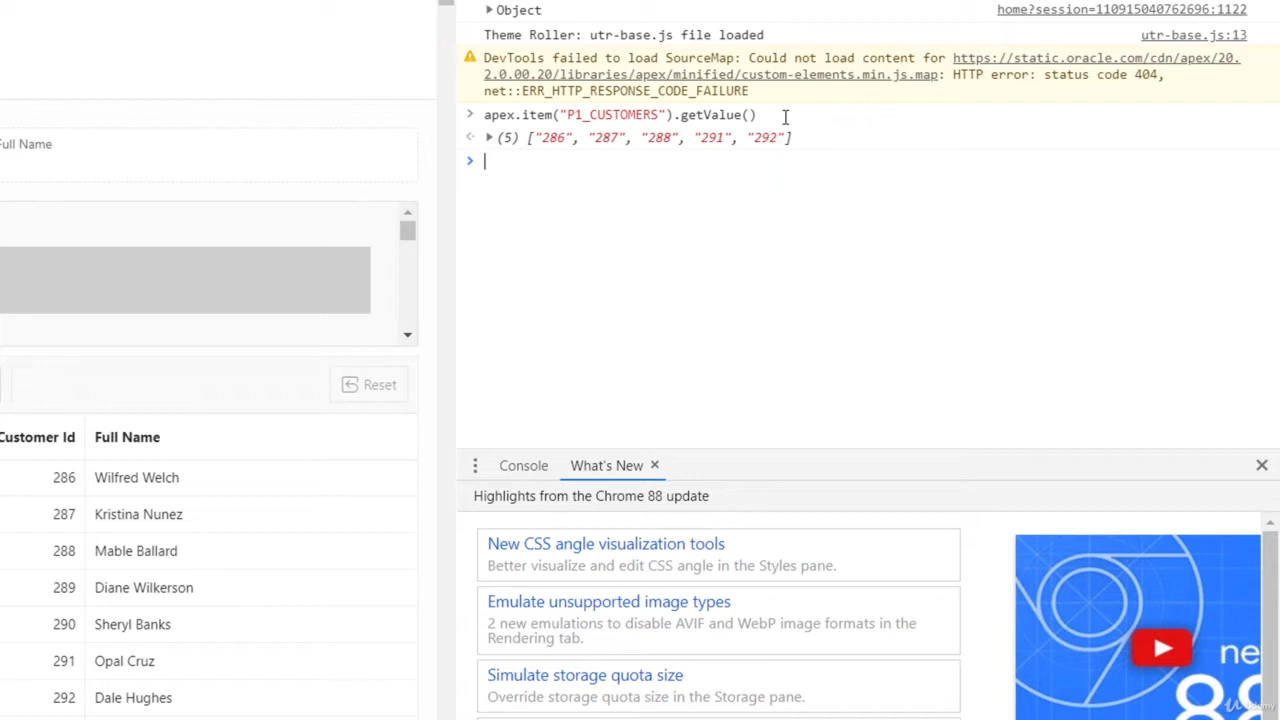 Object home?session=110915040762696:1122
Theme Roller: utr-base.js file loaded utr-base.js:13
DevTools failed to load SourceMap: Could not load content for https://static.oracle.com/cdn/apex/20.
2.0.00.20/libraries/apex/minified/custom-elements.min.js.map: HTTP error: status code 404,
net::ERR_HTTP_RESPONSE_CODE_FAILURE
> apex.item("P1_CUSTOMERS").getValue()
(5) ["286", "287", "288", "291", "292"]
>
Full Name
Reset
Customer Id Full Name
286 Wilfred Welch
287 Kristina Nunez
288 Mable Ballard
289 Diane Wilkerson
290 Sheryl Banks
291 Opal Cruz
292 Dale Hughes
Console What's New ×
Highlights from the Chrome 88 update
New CSS angle visualization tools
Better visualize and edit CSS angle in the Styles pane.
Emulate unsupported image types
2 new emulations to disable AVIF and WebP image formats in the
Rendering tab.
Simulate storage quota size
Override storage quota size in the Storage pane.
ne
88
Udemy